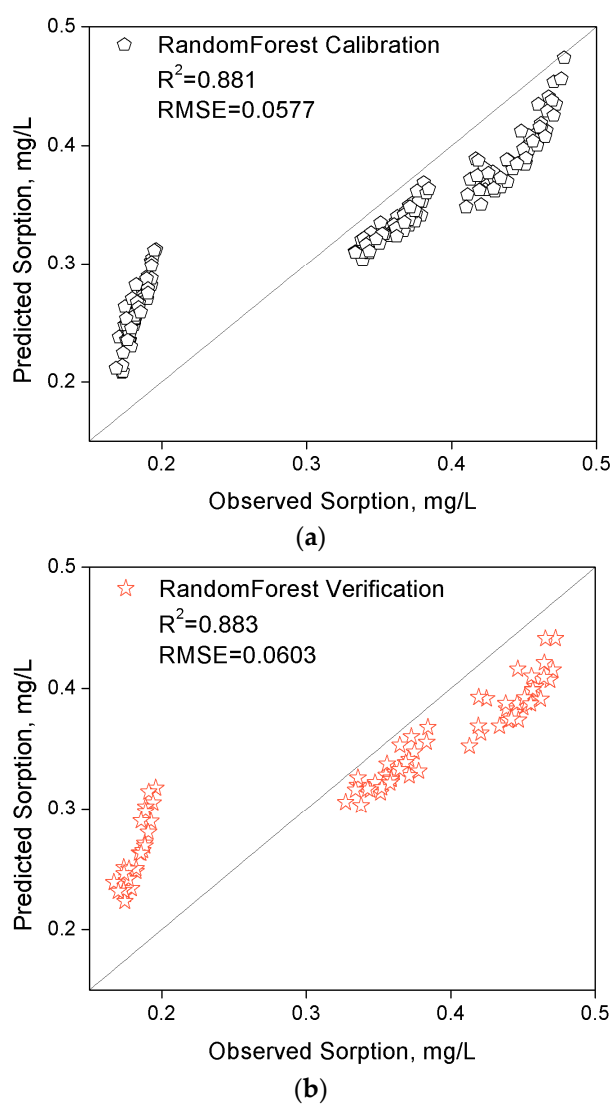 0.5
RandomForest Calibration
R²=0.881
RMSE=0.0577
0.4
0.3
0.2
Predicted Sorption, mg/L
0.2 0.3 0.4 0.5
Observed Sorption, mg/L
(a)
0.5
RandomForest Verification
R²=0.883
RMSE=0.0603
0.4
0.3
0.2
Predicted Sorption, mg/L
0.2 0.3 0.4 0.5
Observed Sorption, mg/L
(b)